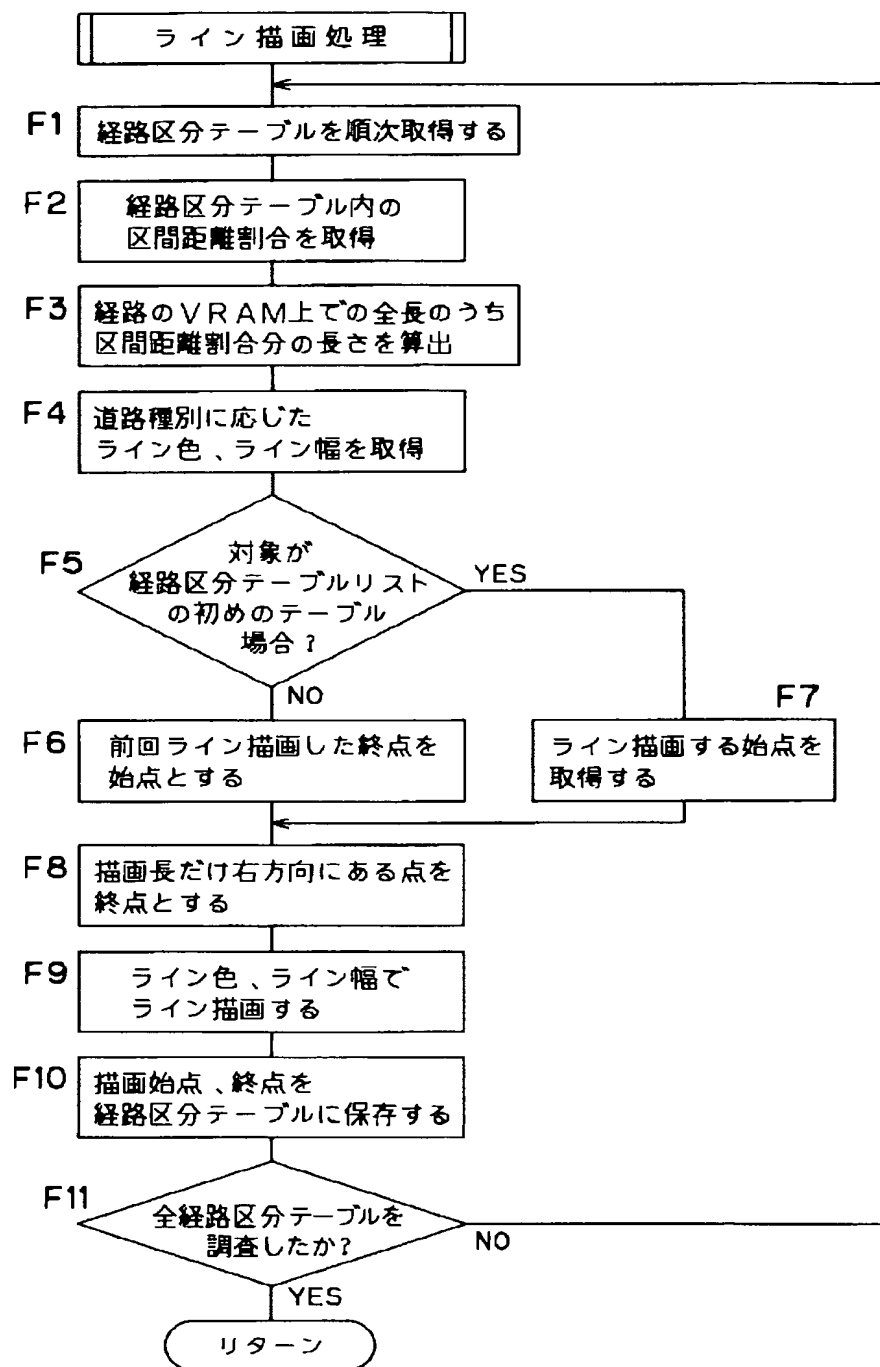 ライン描画処理
F1
経路区分テーブルを順次取得する
F2
経路区分テーブル内の
区間距離割合を取得
F3
経路のVRAM上での全長のうち
区間距離割合分の長さを算出
F4
道路種別に応じた
ライン色、ライン幅を取得
F5
対象が
経路区分テーブルリスト
の初めのテーブル
場合?
YES
NO
F6
前回ライン描画した終点を
始点とする
F7
ライン描画する始点を
取得する
F8
描画長だけ右方向にある点を
終点とする
F9
ライン色、ライン幅で
ライン描画する
F10
描画始点、終点を
経路区分テーブルに保存する
F11
全経路区分テーブルを
調査したか?
NO
YES
リターン